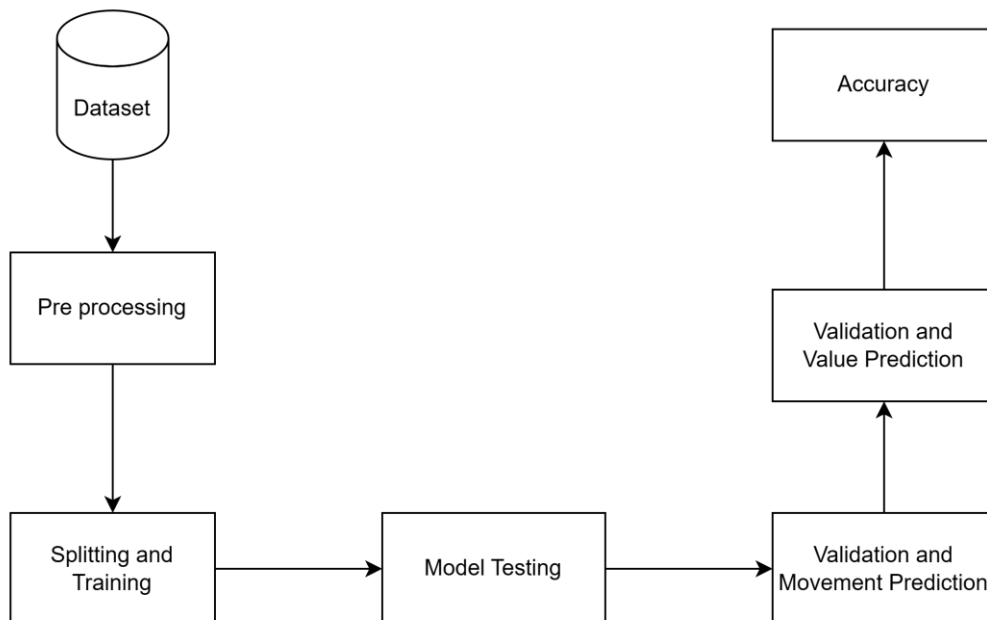 Dataset
Pre processing
Splitting and
Training
Model Testing
Validation and
Movement Prediction
Validation and
Value Prediction
Accuracy